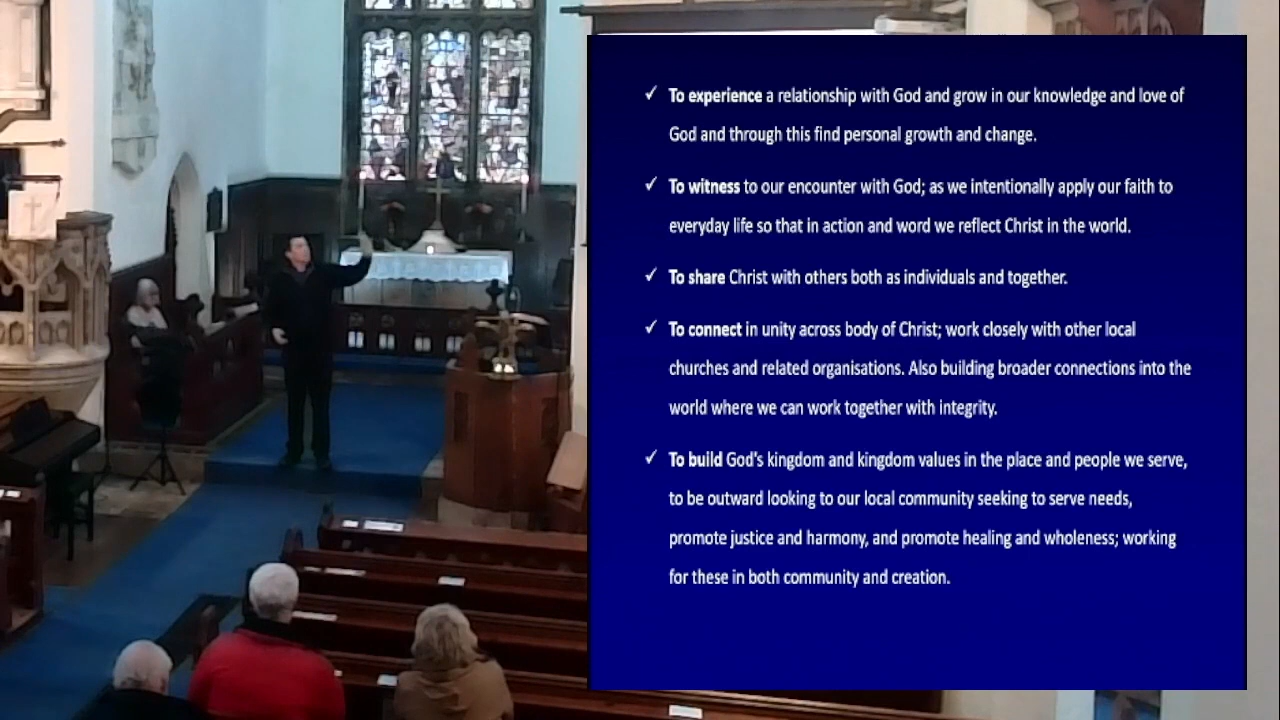 ✓ To experience a relationship with God and grow in our knowledge and love of
God and through this find personal growth and change.
✓ To witness to our encounter with God; as we intentionally apply our faith to
everyday life so that in action and word we reflect Christ in the world.
✓ To share Christ with others both as individuals and together.
✓ To connect in unity across body of Christ; work closely with other local
churches and related organisations. Also building broader connections into the
world where we can work together with integrity.
✓ To build God's kingdom and kingdom values in the place and people we serve,
to be outward looking to our local community seeking to serve needs,
promote justice and harmony, and promote healing and wholeness; working
for these in both community and creation.